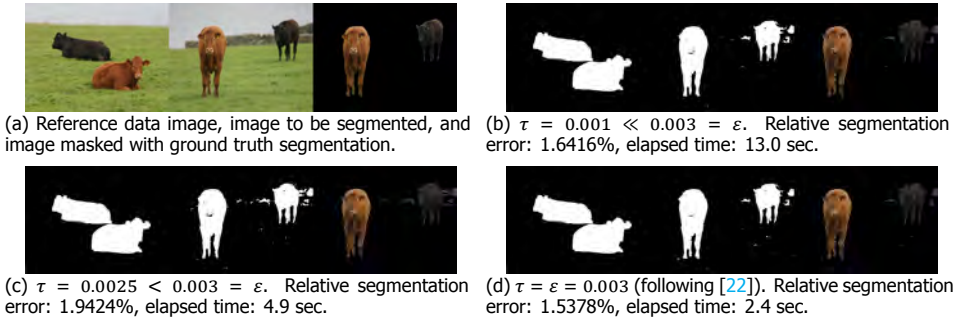 (a) Reference data image, image to be segmented, and
image masked with ground truth segmentation.
(b) τ = 0.001 ≪ 0.003 = ε. Relative segmentation
error: 1.6416%, elapsed time: 13.0 sec.
(c) τ = 0.0025 < 0.003 = ε. Relative segmentation
error: 1.9424%, elapsed time: 4.9 sec.
(d) τ = ε = 0.003 (following [22]). Relative segmentation
error: 1.5378%, elapsed time: 2.4 sec.